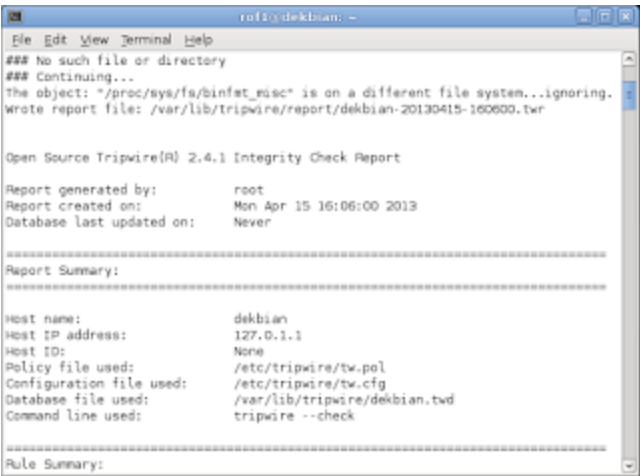 rof1@dekbian: ~
File Edit View Terminal Help
### No such file or directory
### Continuing...
The object: "/proc/sys/fs/binfmt_misc" is on a different file system...ignoring.
Wrote report file: /var/lib/tripwire/report/dekbian-20130415-160600.twr
Open Source Tripwire(R) 2.4.1 Integrity Check Report
Report generated by: root
Report created on: Mon Apr 15 16:06:00 2013
Database last updated on: Never
===============================================================================
Report Summary:
===============================================================================
Host name: dekbian
Host IP address: 127.0.1.1
Host ID: None
Policy file used: /etc/tripwire/tw.pol
Configuration file used: /etc/tripwire/tw.cfg
Database file used: /var/lib/tripwire/dekbian.twd
Command line used: tripwire --check
===============================================================================
Rule Summary: